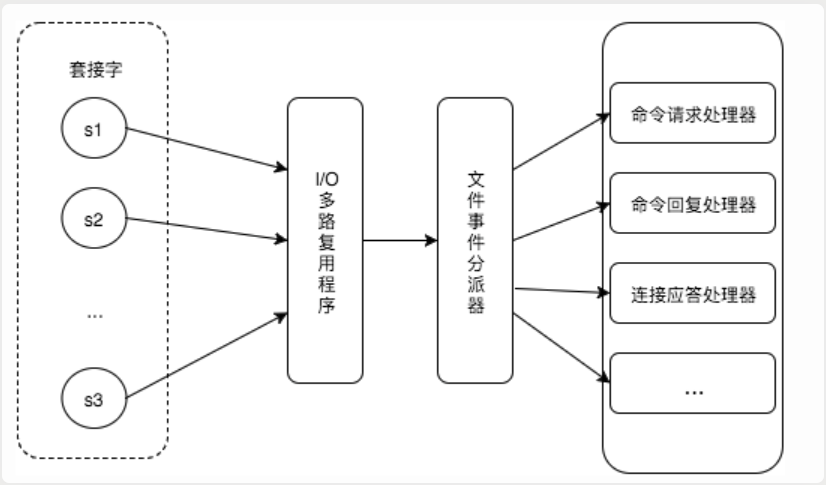 套接字
s1
s2
...
s3
I/O
多
路
复
用
程
序
文
件
事
件
分
派
器
命令请求处理器
命令回复处理器
连接应答处理器
...